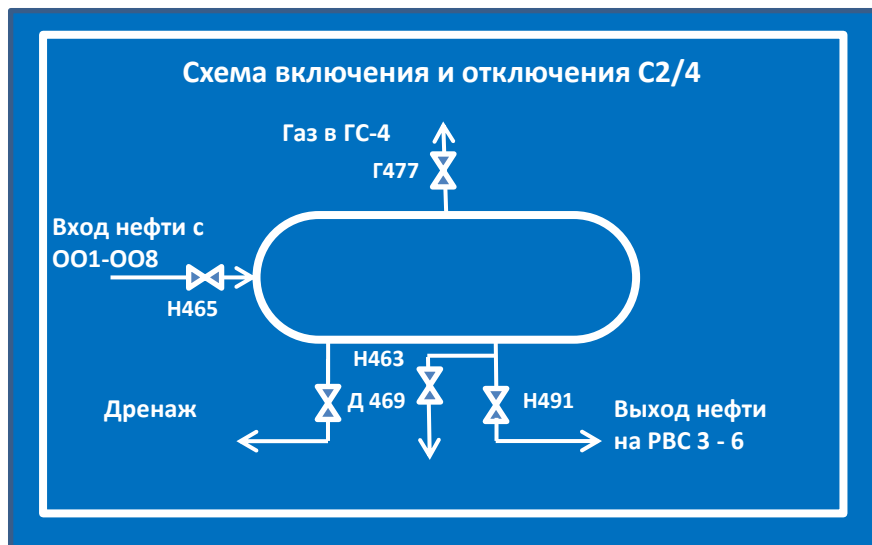 Схема включения и отключения С2/4
Газ в ГС-4
Г477
Вход нефти с
ОО1-ОО8
Н465
Н463
Дренаж
Д 469
Н491
Выход нефти
на РВС 3 - 6